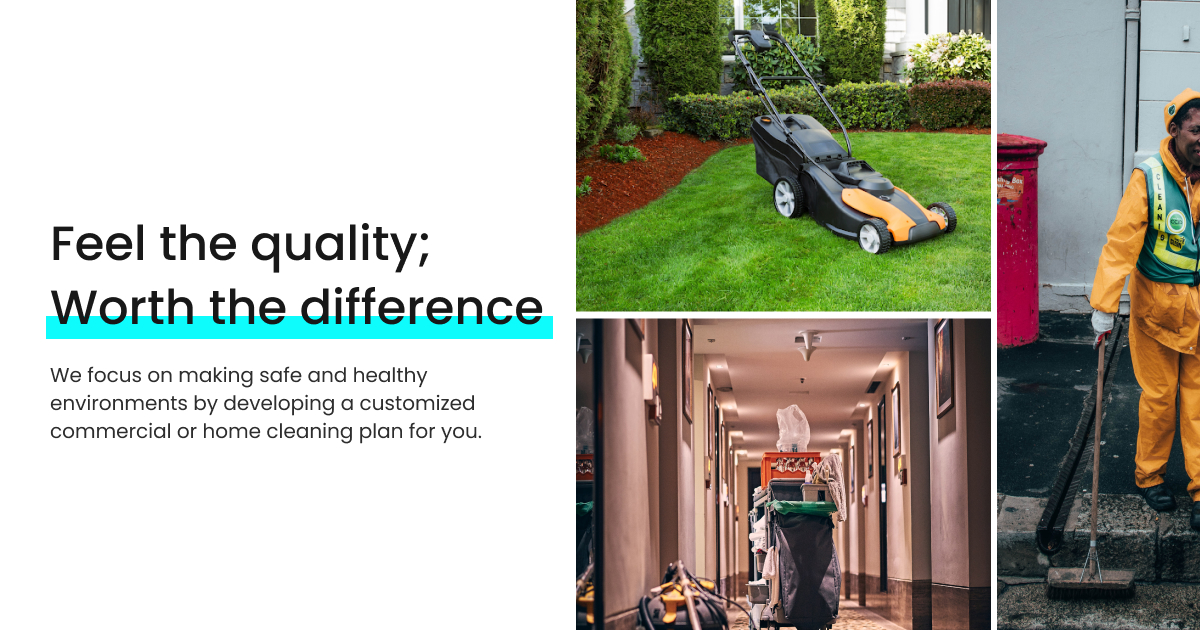 Feel the quality;
Worth the difference
We focus on making safe and healthy
environments by developing a customized
commercial or home cleaning plan for you.